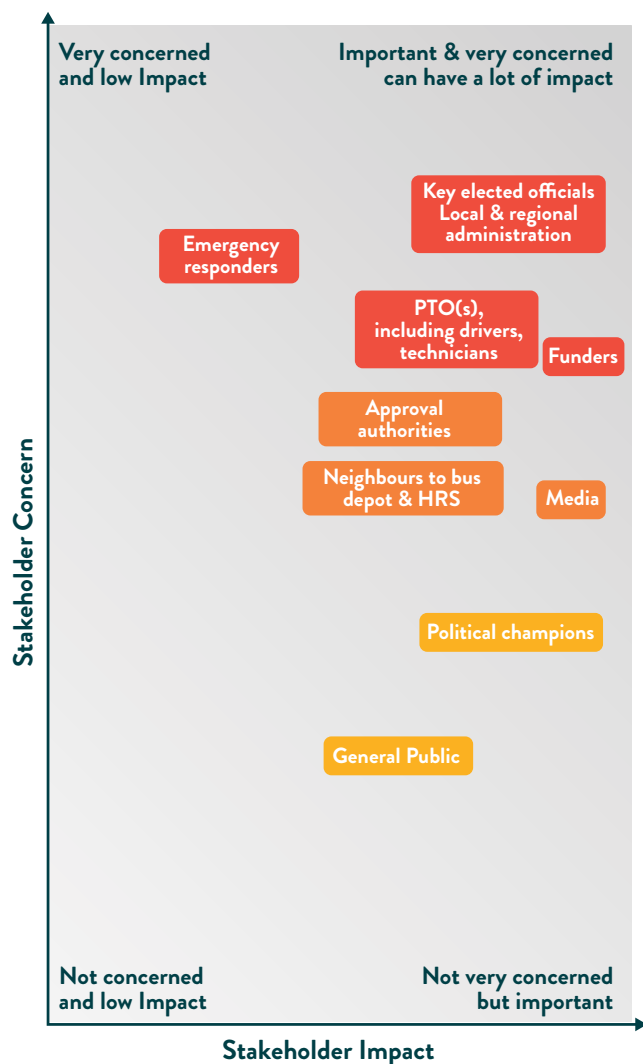 Very concerned
and low Impact
Important & very concerned
can have a lot of impact
Key elected officials
Local & regional
administration
Emergency
responders
PTO(s),
including drivers,
technicians
Funders
Approval
authorities
Neighbours to bus
depot & HRS
Media
Political champions
General Public
Stakeholder Concern
Not concerned
and low Impact
Not very concerned
but important
Stakeholder Impact